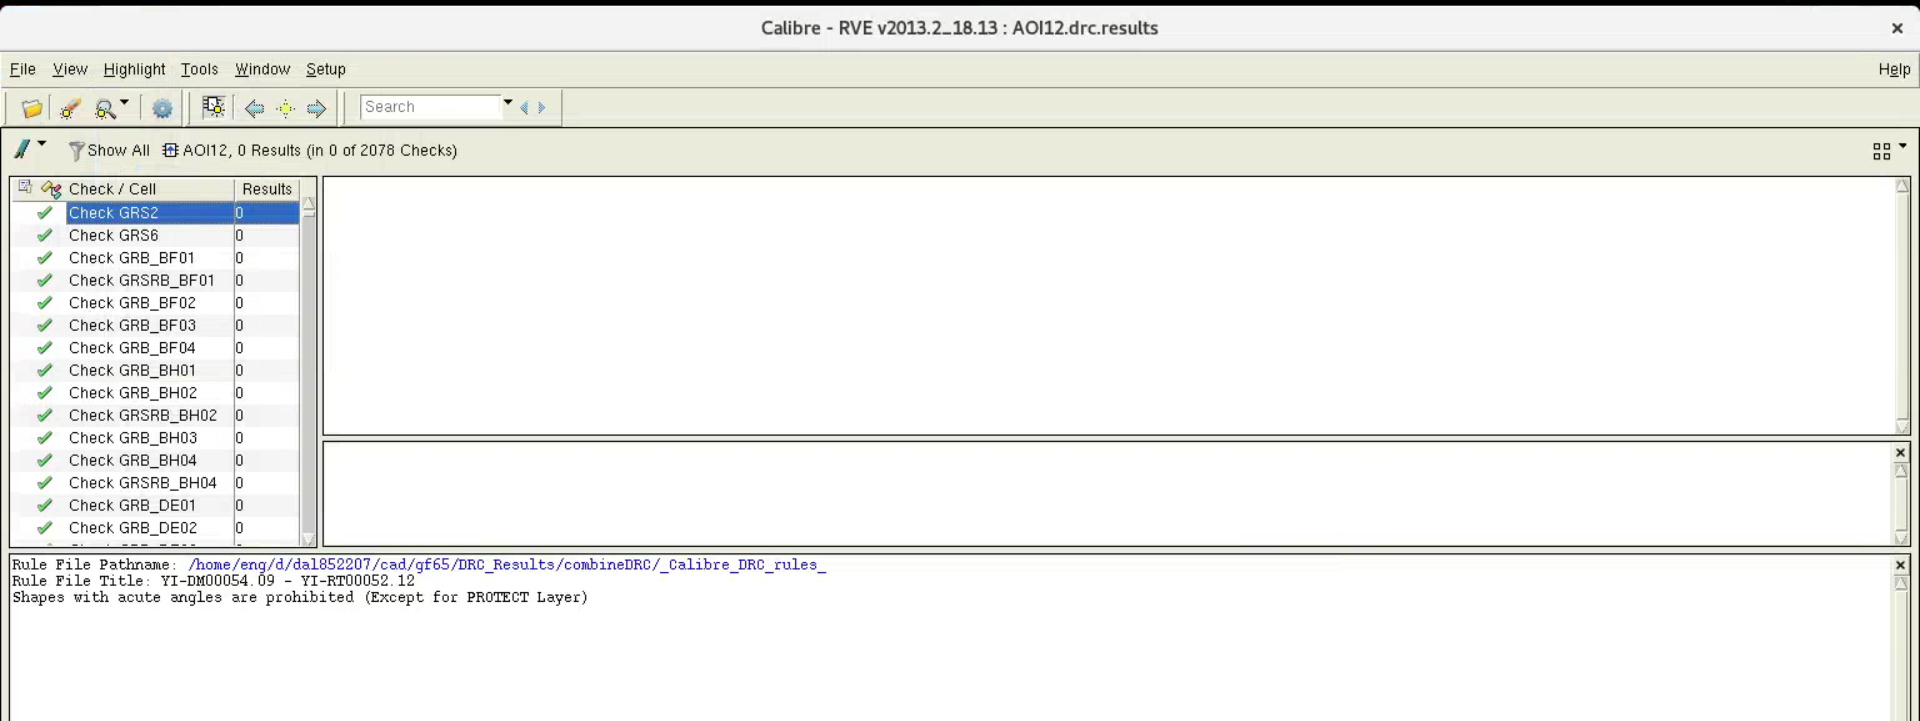 Calibre - RVE v2013.2_18.13 : AOI12.drc.results
File View Highlight Tools Window Setup Help
Search
Show All AOI12, 0 Results (in 0 of 2078 Checks)
Check / Cell Results
Check GRS2 0
Check GRS6 0
Check GRB_BF01 0
Check GRSRB_BF01 0
Check GRB_BF02 0
Check GRB_BF03 0
Check GRB_BF04 0
Check GRB_BH01 0
Check GRB_BH02 0
Check GRSRB_BH02 0
Check GRB_BH03 0
Check GRB_BH04 0
Check GRSRB_BH04 0
Check GRB_DE01 0
Check GRB_DE02 0
Rule File Pathname: /home/eng/d/dal852207/cad/gf65/DRC_Results/combineDRC/_Calibre_DRC_rules_
Rule File Title: YI-DM00054.09 - YI-RT00052.12
Shapes with acute angles are prohibited (Except for PROTECT Layer)